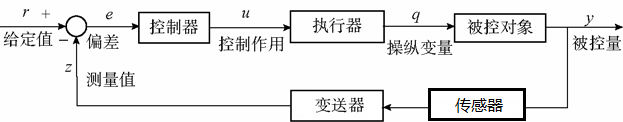 r + e u q y
给定值 − 偏差 控制器 控制作用 执行器 操纵变量 被控对象 被控量
z
测量值 变送器 传感器